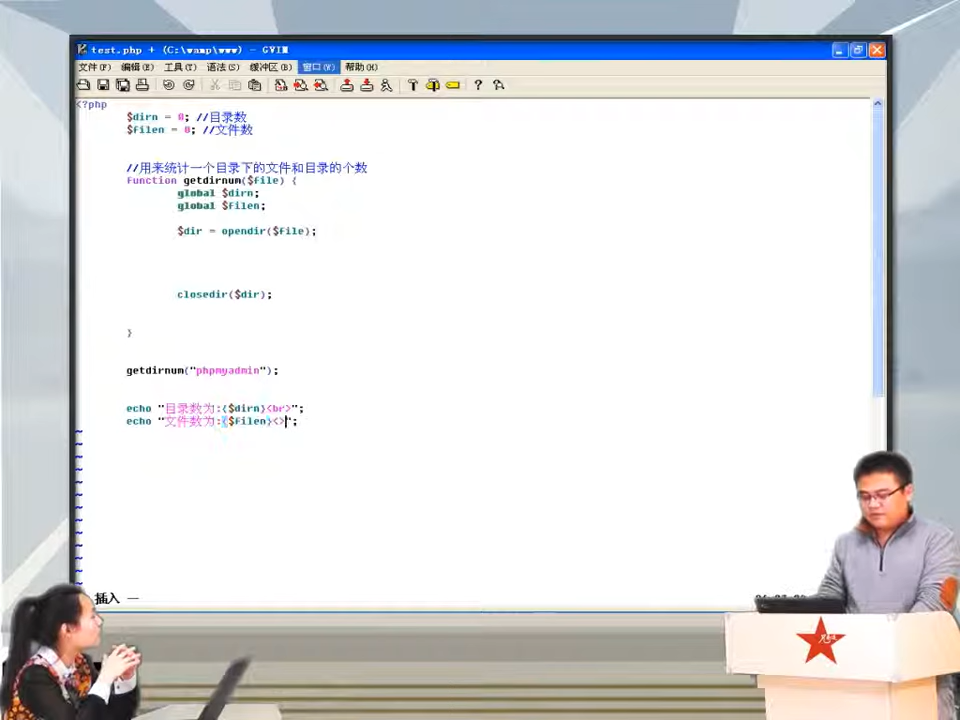 test.php + (C:\wamp\www) - GVIM
文件(F) 编辑(E) 工具(T) 语法(S) 缓冲区(B) 窗口(W) 帮助(H)
<?php
$dirn = 0; //目录数
$filen = 0; //文件数
//用来统计一个目录下的文件和目录的个数
function getdirnum($file) {
global $dirn;
global $filen;
$dir = opendir($file);
closedir($dir);
}
getdirnum("phpmyadmin");
echo "目录数为:{$dirn}<br>";
echo "文件数为:{$filen}<>";
~
~
~
~
~
~
~
~
~
~
~
~
~
插入 --